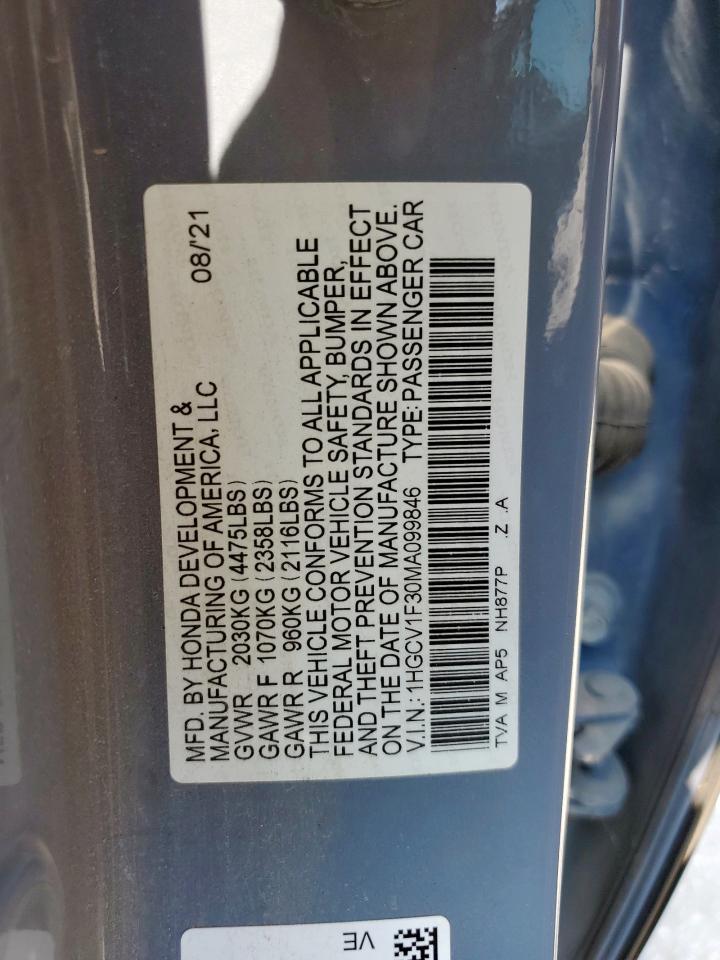 MFD. BY HONDA DEVELOPMENT & 08/'21
MANUFACTURING OF AMERICA, LLC
GVWR 2030KG (4475LBS)
GAWR F 1070KG (2358LBS)
GAWR R 960KG (2116LBS)
THIS VEHICLE CONFORMS TO ALL APPLICABLE
FEDERAL MOTOR VEHICLE SAFETY, BUMPER,
AND THEFT PREVENTION STANDARDS IN EFFECT
ON THE DATE OF MANUFACTURE SHOWN ABOVE.
V.I.N.: 1HGCV1F30MA099846 TYPE: PASSENGER CAR
TVA M AP5 NH877P .Z .A
VE